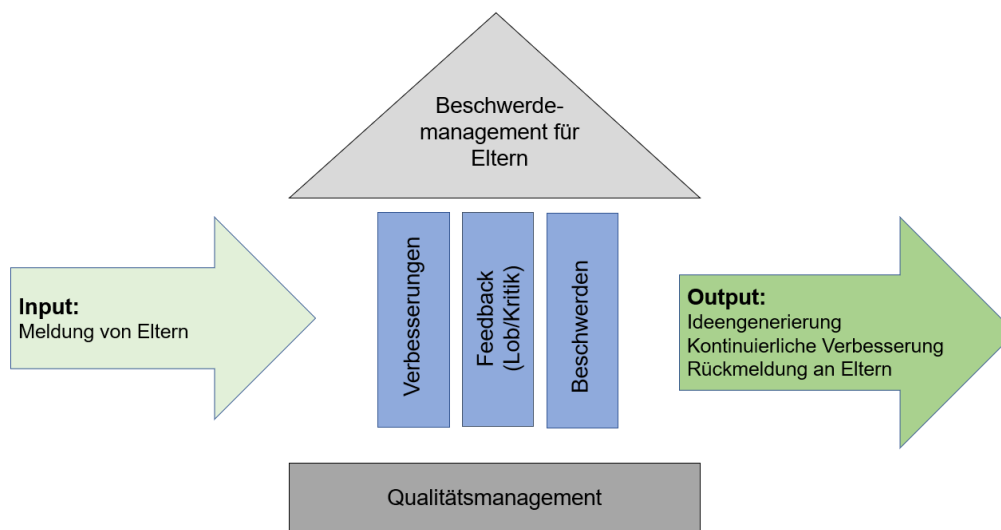 Beschwerde-
management für
Eltern
Input:
Meldung von Eltern
Verbesserungen
Feedback
(Lob/Kritik)
Beschwerden
Output:
Ideengenerierung
Kontinuierliche Verbesserung
Rückmeldung an Eltern
Qualitätsmanagement